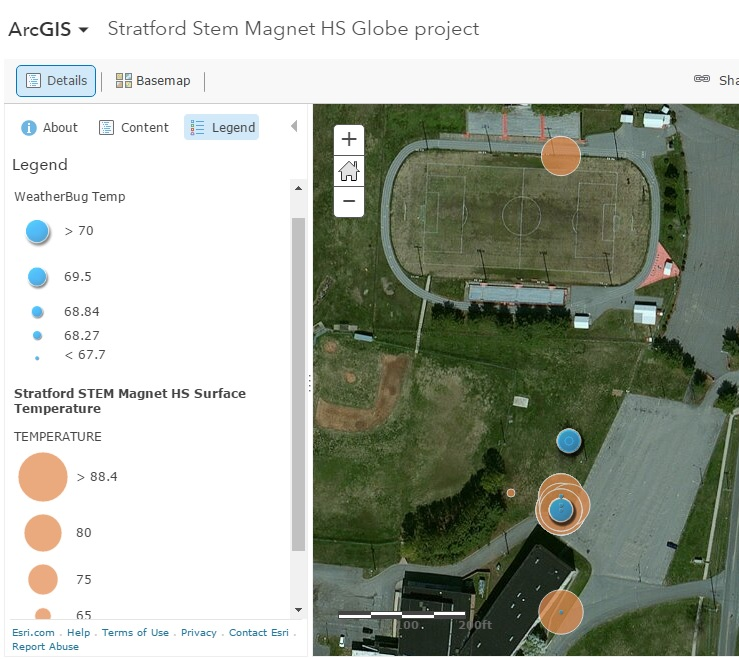 ArcGIS Stratford Stem Magnet HS Globe project
Details Basemap Sha
About Content Legend
Legend
WeatherBug Temp
> 70
69.5
68.84
68.27
< 67.7
Stratford STEM Magnet HS Surface
Temperature
TEMPERATURE
> 88.4
80
75
65
Esri.com . Help . Terms of Use . Privacy . Contact Esri .
Report Abuse
+
−
100. 200ft